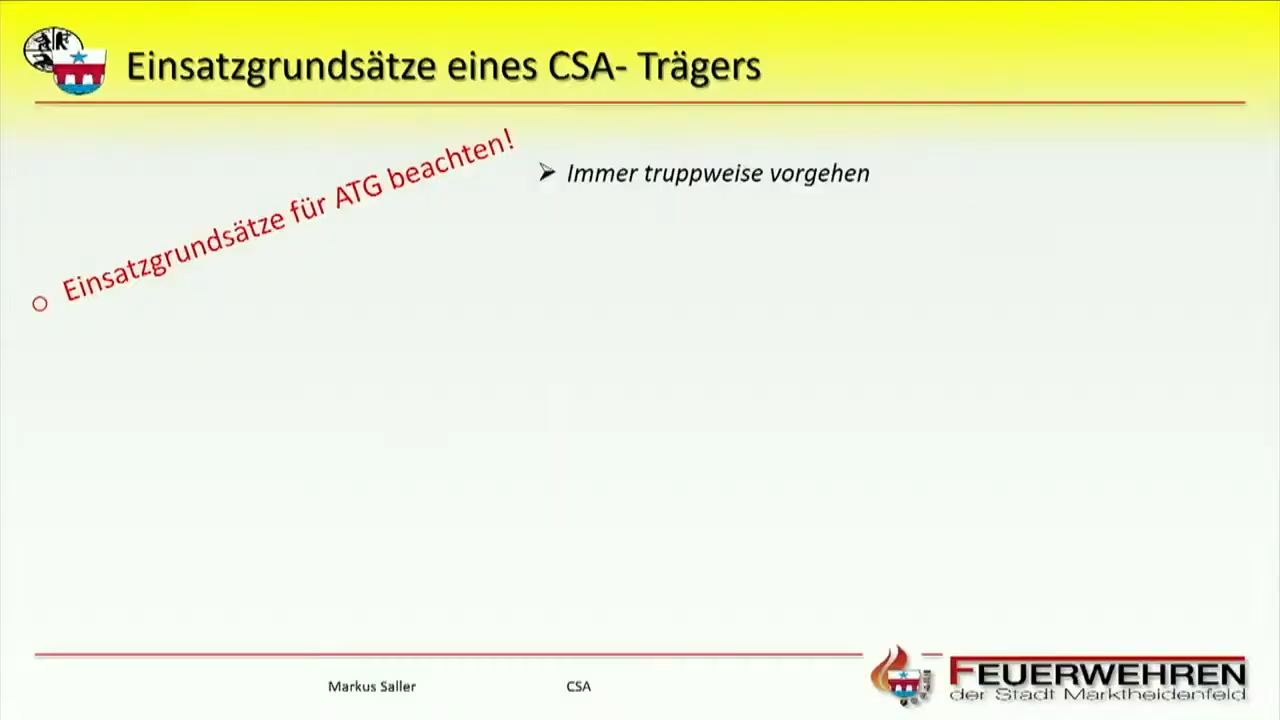 Einsatzgrundsätze eines CSA- Trägers
Einsatzgrundsätze für ATG beachten!
Immer truppweise vorgehen
Markus Saller
CSA
FEUERWEHREN
der Stadt Marktheidenfeld